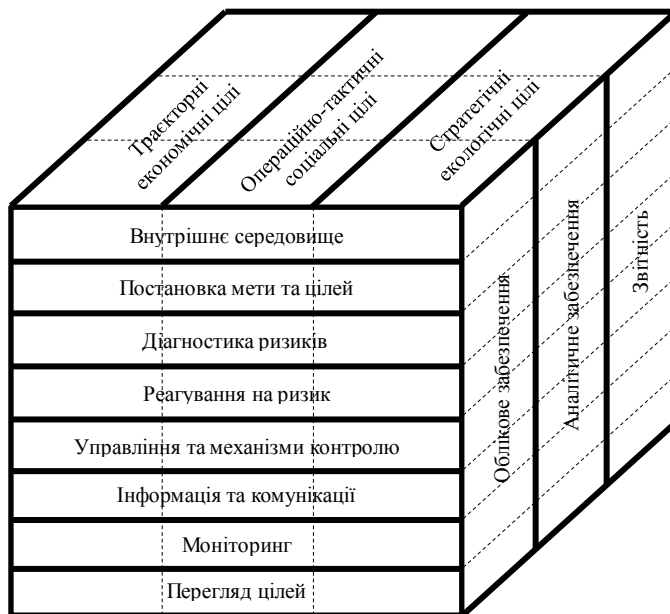 Траєкторні
економічні цілі
Операційно-тактичні
соціальні цілі
Стратегічні
екологічні цілі
Внутрішнє середовище
Постановка мети та цілей
Діагностика ризиків
Реагування на ризик
Управління та механізми контролю
Інформація та комунікації
Моніторинг
Перегляд цілей
Облікове забезпечення
Аналітичне забезпечення
Звітність